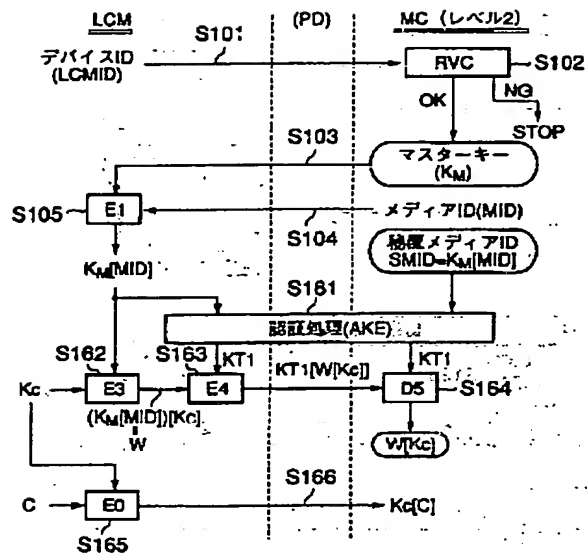 LCM
(PD)
MC (レベル2)
デバイスID
(LCMID)
S101
RVC
S102
OK
NG
STOP
S103
マスターキー
(KM)
S105
E1
メディアID(MID)
S104
秘匿メディアID
SMID=KM[MID]
KM[MID]
S161
認証処理(AKE)
S162
S163
KT1
KT1
Kc
E3
E4
KT1[W[Kc]]
D5
S164
(KM[MID])[Kc]
=
W
W[Kc]
S166
C
E0
Kc[C]
S165